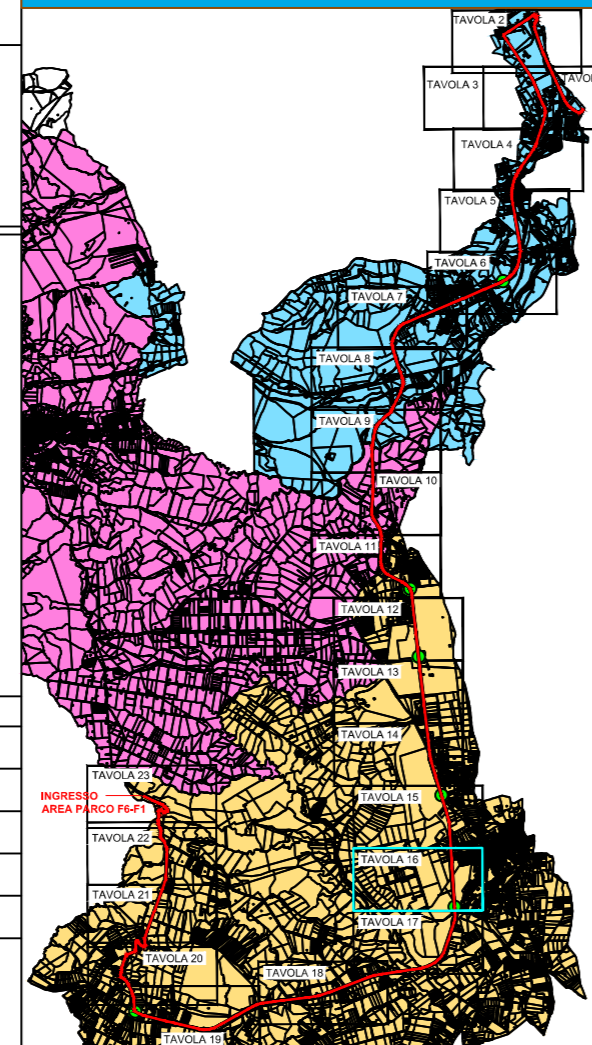 TAVOLA 2
TAVOL
TAVOLA 3
TAVOLA 4
TAVOLA 5
TAVOLA 6
TAVOLA 7
TAVOLA 8
TAVOLA 9
TAVOLA 10
TAVOLA 11
TAVOLA 12
TAVOLA 13
TAVOLA 14
TAVOLA 23
INGRESSO
AREA PARCO F6-F1
TAVOLA 15
TAVOLA 22
TAVOLA 16
TAVOLA 21
TAVOLA 17
TAVOLA 20
TAVOLA 18
TAVOLA 19